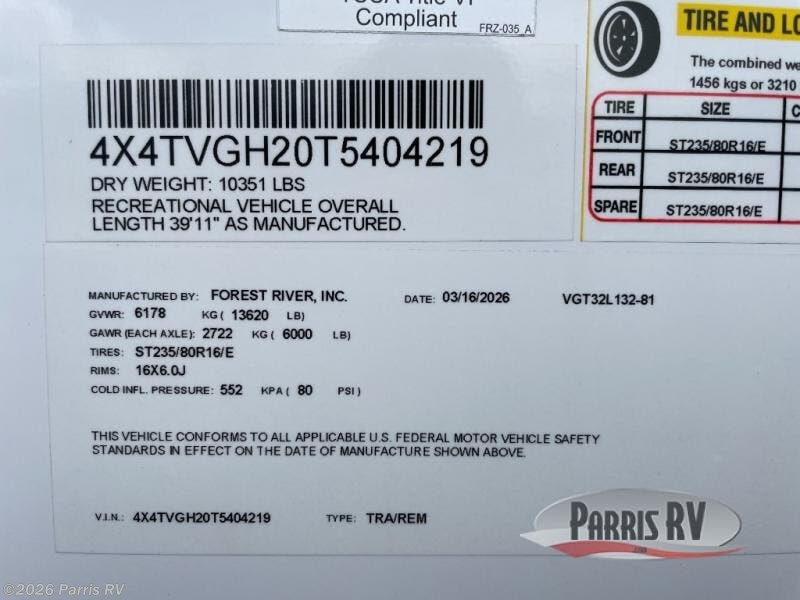 TSCA Title VI
Compliant
FRZ-035_A
4X4TVGH20T5404219
DRY WEIGHT: 10351 LBS
RECREATIONAL VEHICLE OVERALL
LENGTH 39'11" AS MANUFACTURED.
TIRE AND LO
The combined we
1456 kgs or 3210
TIRE SIZE C
FRONT ST235/80R16/E
REAR ST235/80R16/E
SPARE ST235/80R16/E
MANUFACTURED BY: FOREST RIVER, INC. DATE: 03/16/2026 VGT32L132-81
GVWR: 6178 KG ( 13620 LB)
GAWR (EACH AXLE): 2722 KG ( 6000 LB)
TIRES: ST235/80R16/E
RIMS: 16X6.0J
COLD INFL. PRESSURE: 552 KPA ( 80 PSI )
THIS VEHICLE CONFORMS TO ALL APPLICABLE U.S. FEDERAL MOTOR VEHICLE SAFETY
STANDARDS IN EFFECT ON THE DATE OF MANUFACTURE SHOWN ABOVE.
V.I.N.: 4X4TVGH20T5404219 TYPE: TRA/REM
PARRIS RV
.com
©2026 Parris RV